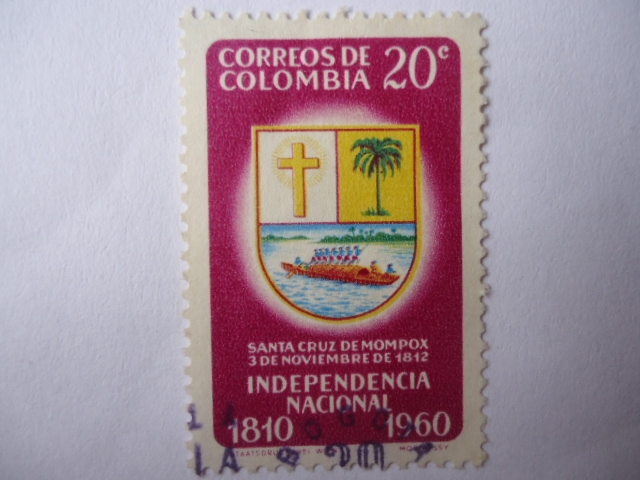 CORREOS DE
COLOMBIA 20c
SANTA CRUZ DE MOMPOX
3 DE NOVIEMBRE DE 1812
INDEPENDENCIA
NACIONAL
1810 1960